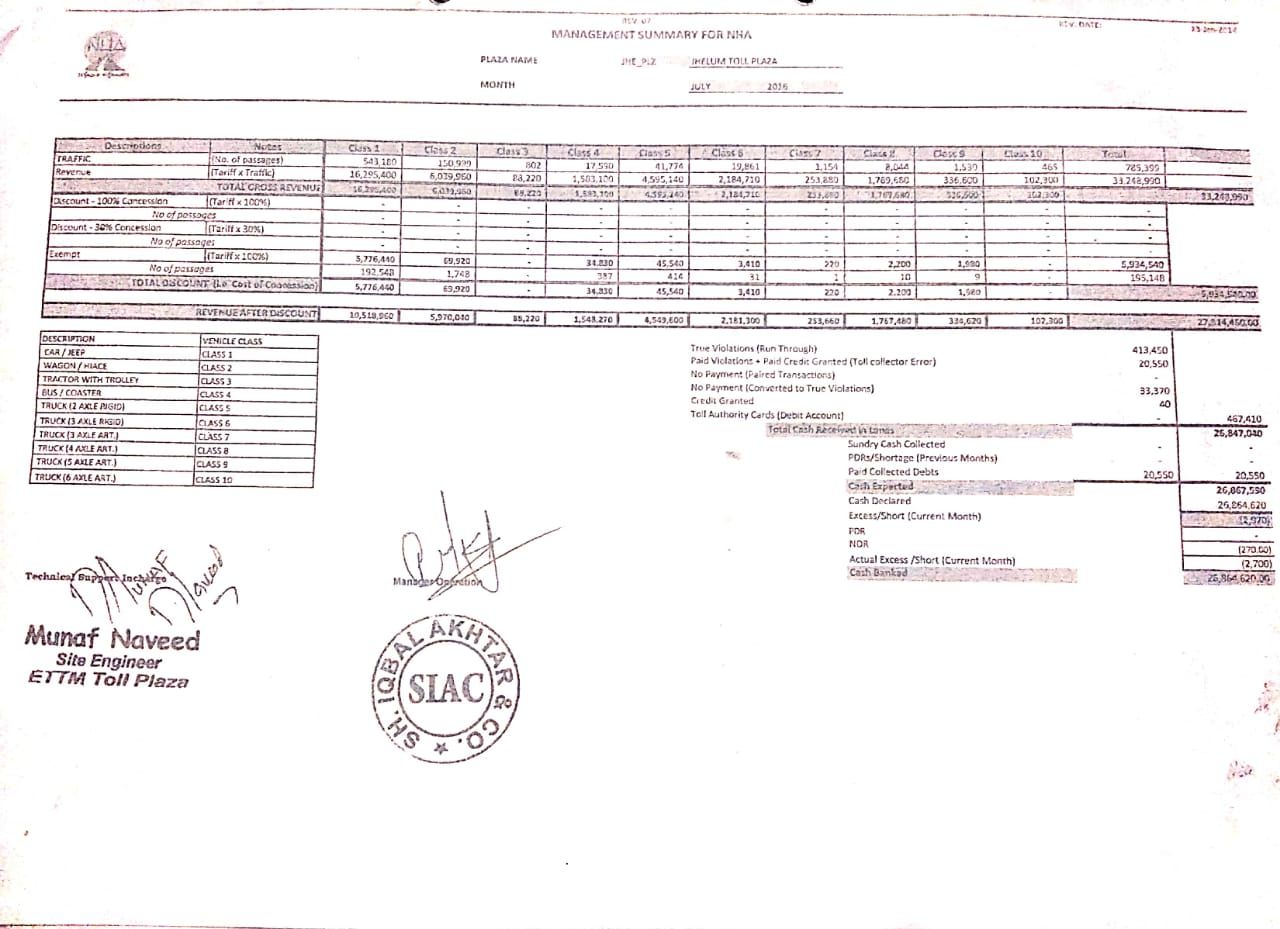 REV. 07 REV. DATE:
NHA
MANAGEMENT SUMMARY FOR NHA
PLAZA NAME JHE_PLZ JHELUM TOLL PLAZA
MONTH JULY 2016
Descriptions Notes Class 1 Class 2 Class 3 Class 4 Class 5 Class 6 Class 7 Class 8 Class 9 Class 10 Total
TRAFFIC (No. of passages) 543,180 150,999 802 17,590 41,774 19,861 1,154 8,044 1,530 465 785,399
Revenue (Tariff x Traffic) 16,295,400 6,039,960 88,220 1,583,100 4,595,140 2,184,710 253,880 1,769,680 336,600 102,300 33,248,990
TOTAL GROSS REVENUE 16,295,400 6,039,960 88,220 1,583,100 4,595,140 2,184,710 253,880 336,600 102,300 33,248,990
Discount - 100% Concession (Tariff x 100%) - - - - - - - - - - -
No of passages - - - - - - - - - - -
Discount - 30% Concession (Tariff x 30%) - - - - - - - - - - -
No of passages - - - - - - - - - - -
Exempt (Tariff x 100%) 5,776,440 69,920 - 34,830 45,540 3,410 220 2,200 1,980 - 5,934,540
No of passages 192,548 1,748 - 387 414 31 1 10 9 - 195,148
TOTAL DISCOUNT (i.e. Cost of Concession) 5,776,440 69,920 - 34,830 45,540 3,410 220 2,200 1,980 - 5,934,540.00
REVENUE AFTER DISCOUNT 10,518,960 5,970,040 88,220 1,548,270 4,549,600 2,181,300 253,660 1,767,480 334,620 102,300 27,314,450.00
DESCRIPTION VEHICLE CLASS
CAR / JEEP CLASS 1
WAGON / HIACE CLASS 2
TRACTOR WITH TROLLEY CLASS 3
BUS / COASTER CLASS 4
TRUCK (2 AXLE RIGID) CLASS 5
TRUCK (3 AXLE RIGID) CLASS 6
TRUCK (3 AXLE ART.) CLASS 7
TRUCK (4 AXLE ART.) CLASS 8
TRUCK (5 AXLE ART.) CLASS 9
TRUCK (6 AXLE ART.) CLASS 10
True Violations (Run Through) 413,450
Paid Violations + Paid Credit Granted (Toll collector Error) 20,550
No Payment (Paired Transactions) -
No Payment (Converted to True Violations) 33,370
Credit Granted 40
Toll Authority Cards (Debit Account) - 467,410
Total Cash Received in Lanes 26,847,040
Sundry Cash Collected - -
PDRs/Shortage (Previous Months) - -
Paid Collected Debts 20,550 20,550
Cash Expected 26,867,590
Cash Declared 26,864,620
Excess/Short (Current Month) (2,970)
PDR -
NDR (270.00)
Actual Excess /Short (Current Month) (2,700)
Cash Banked 26,864,620.00
Technical Support Incharge
Manager Operation
Munaf Naveed
Site Engineer
ETTM Toll Plaza
SH. IQBAL AKHTAR & CO.
SIAC